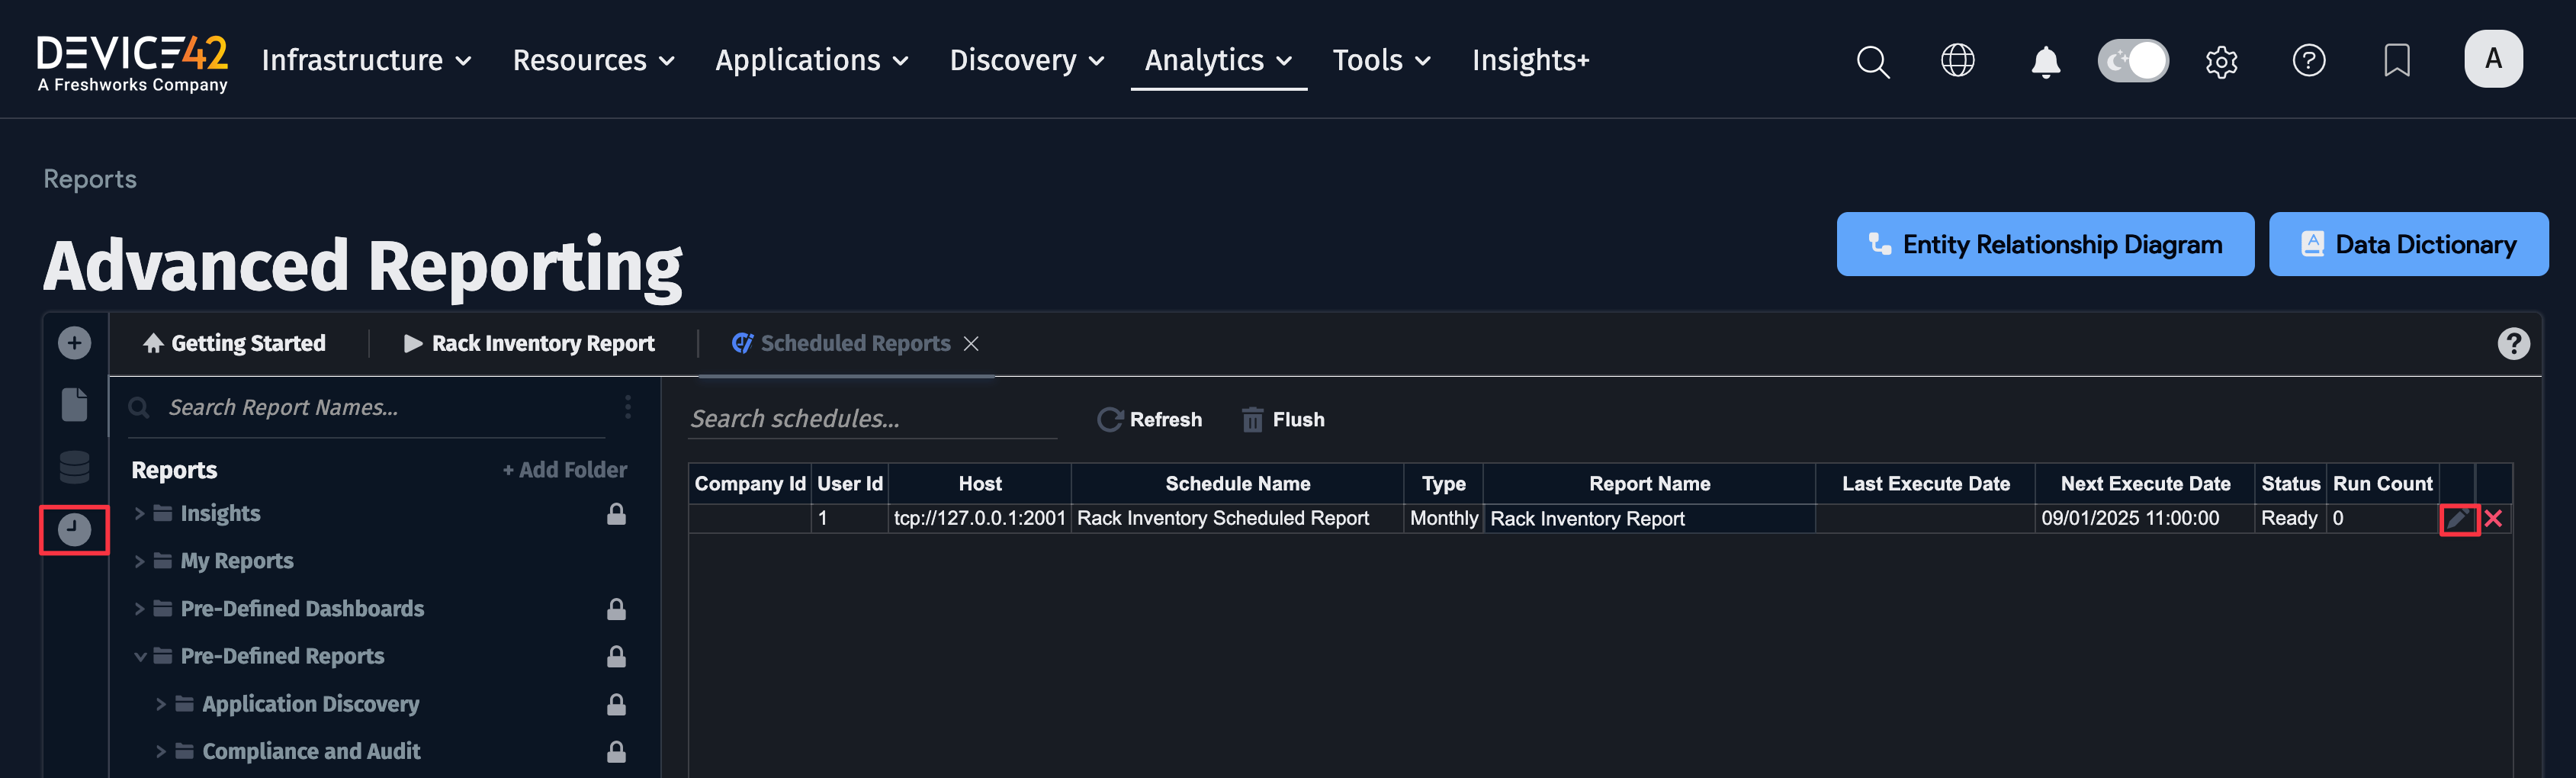 DEVICE42
A Freshworks Company
Infrastructure
Resources
Applications
Discovery
Analytics
Tools
Insights+
A
Reports
Advanced Reporting
Entity Relationship Diagram
Data Dictionary
Getting Started
Rack Inventory Report
Scheduled Reports
Search Report Names...
Reports
+ Add Folder
Insights
My Reports
Pre-Defined Dashboards
Pre-Defined Reports
Application Discovery
Compliance and Audit
Search schedules...
Refresh
Flush
Company Id User Id Host Schedule Name Type Report Name Last Execute Date Next Execute Date Status Run Count
1 tcp://127.0.0.1:2001 Rack Inventory Scheduled Report Monthly Rack Inventory Report 09/01/2025 11:00:00 Ready 0